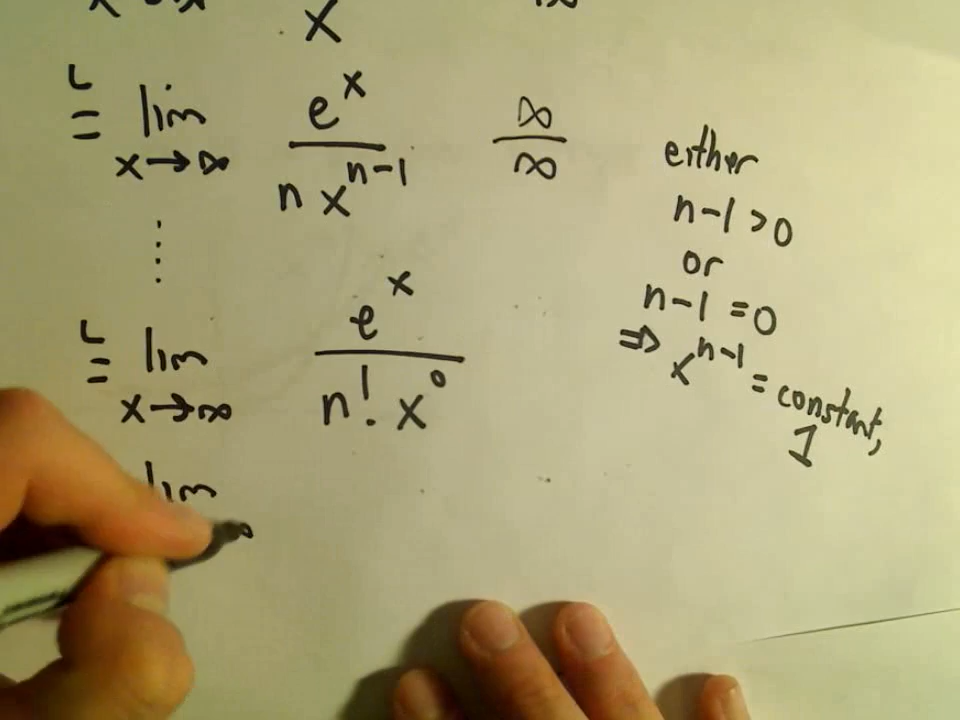 x
L
= lim e^x / (n x^(n-1)) ∞/∞
x→∞
⋮
L
= lim e^x / (n! x^0)
x→∞
lim
∞
either
n-1>0
or
n-1=0
⇒ x^(n-1) = constant,
1